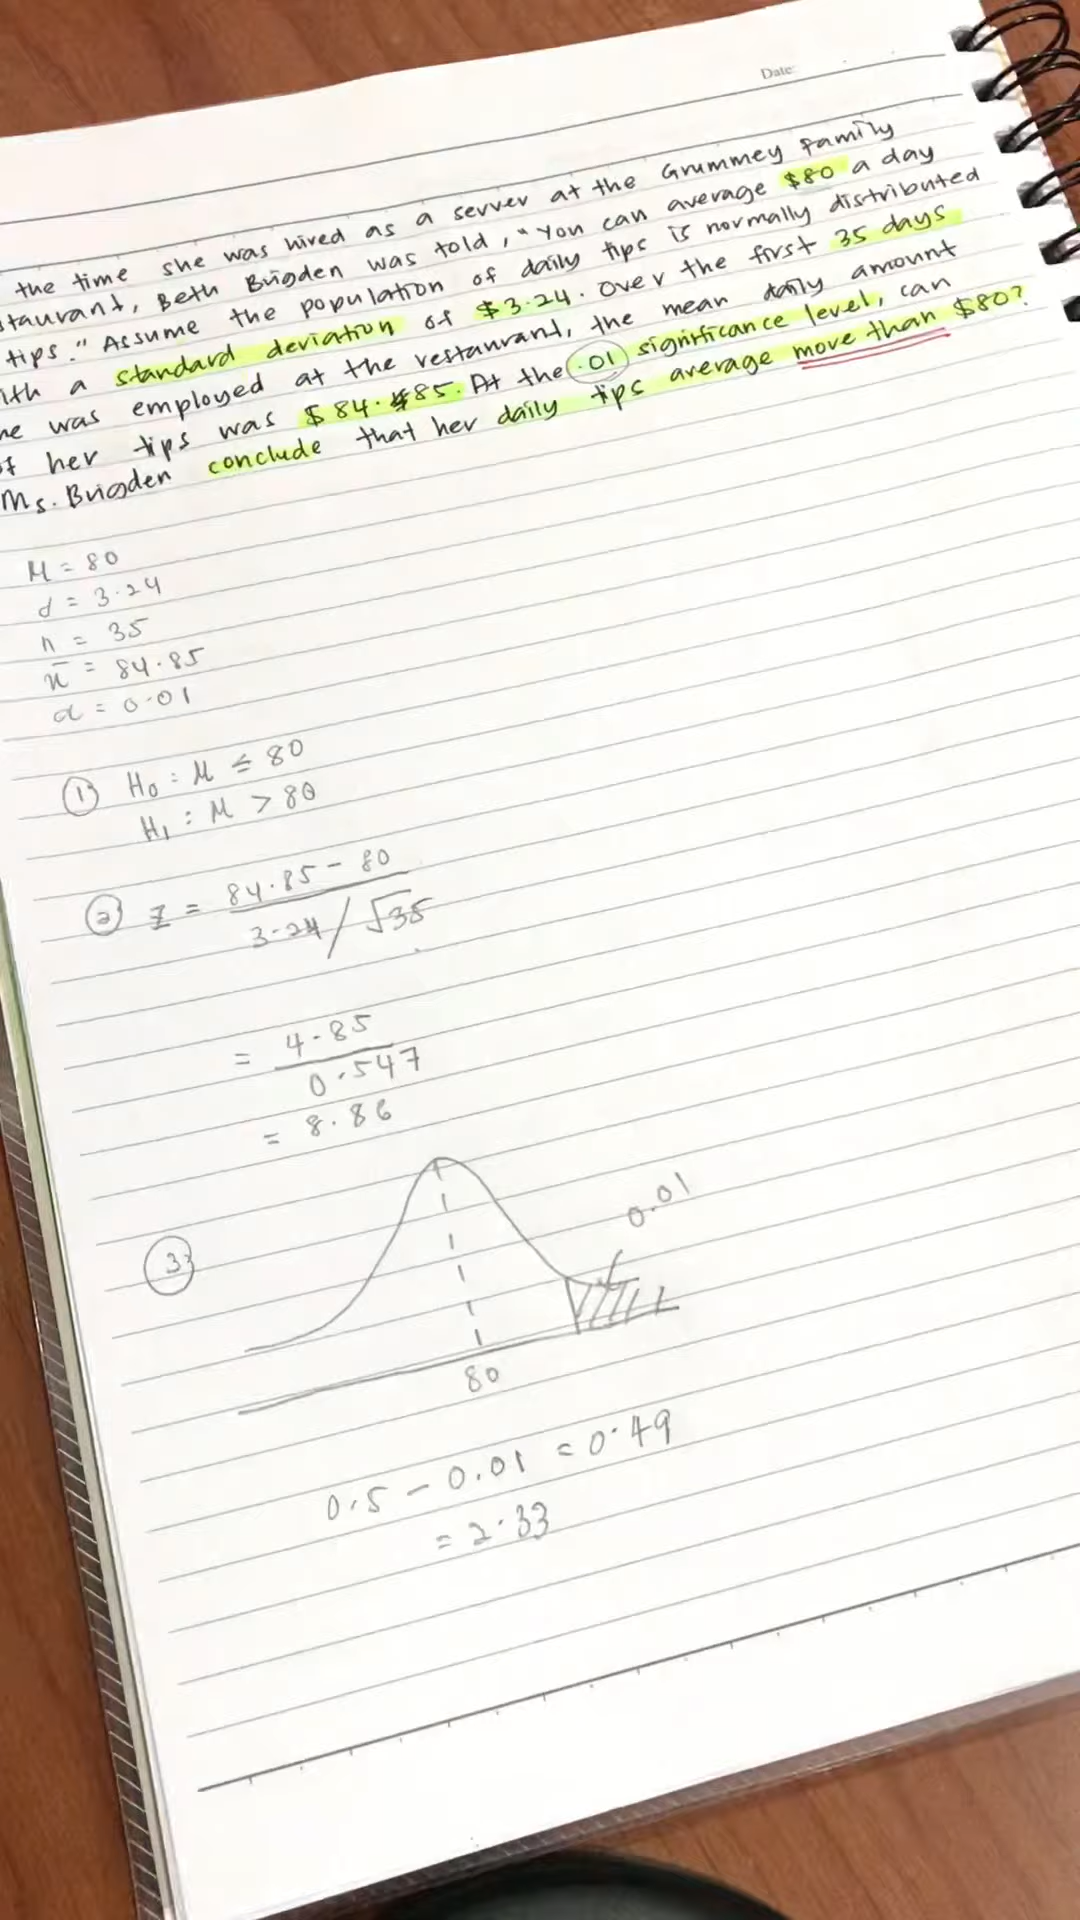 Date:
the time she was hired as a server at the Grummey Family
staurant, Beth Brigden was told, "You can average $80 a day
tips." Assume the population of daily tips is normally distributed
ith a standard deviation of $3.24. Over the first 35 days
he was employed at the restaurant, the mean daily amount
of her tips was $84.85. At the .01 significance level, can
Ms. Brigden conclude that her daily tips average more than $80?
μ = 80
σ = 3.24
n = 35
x̄ = 84.85
α = 0.01
① H₀ : μ ≤ 80
H₁ : μ > 80
② z = 84.85 - 80
3.24 / √35
= 4.85
0.547
= 8.86
③
0.01
80
0.5 - 0.01 = 0.49
= 2.33